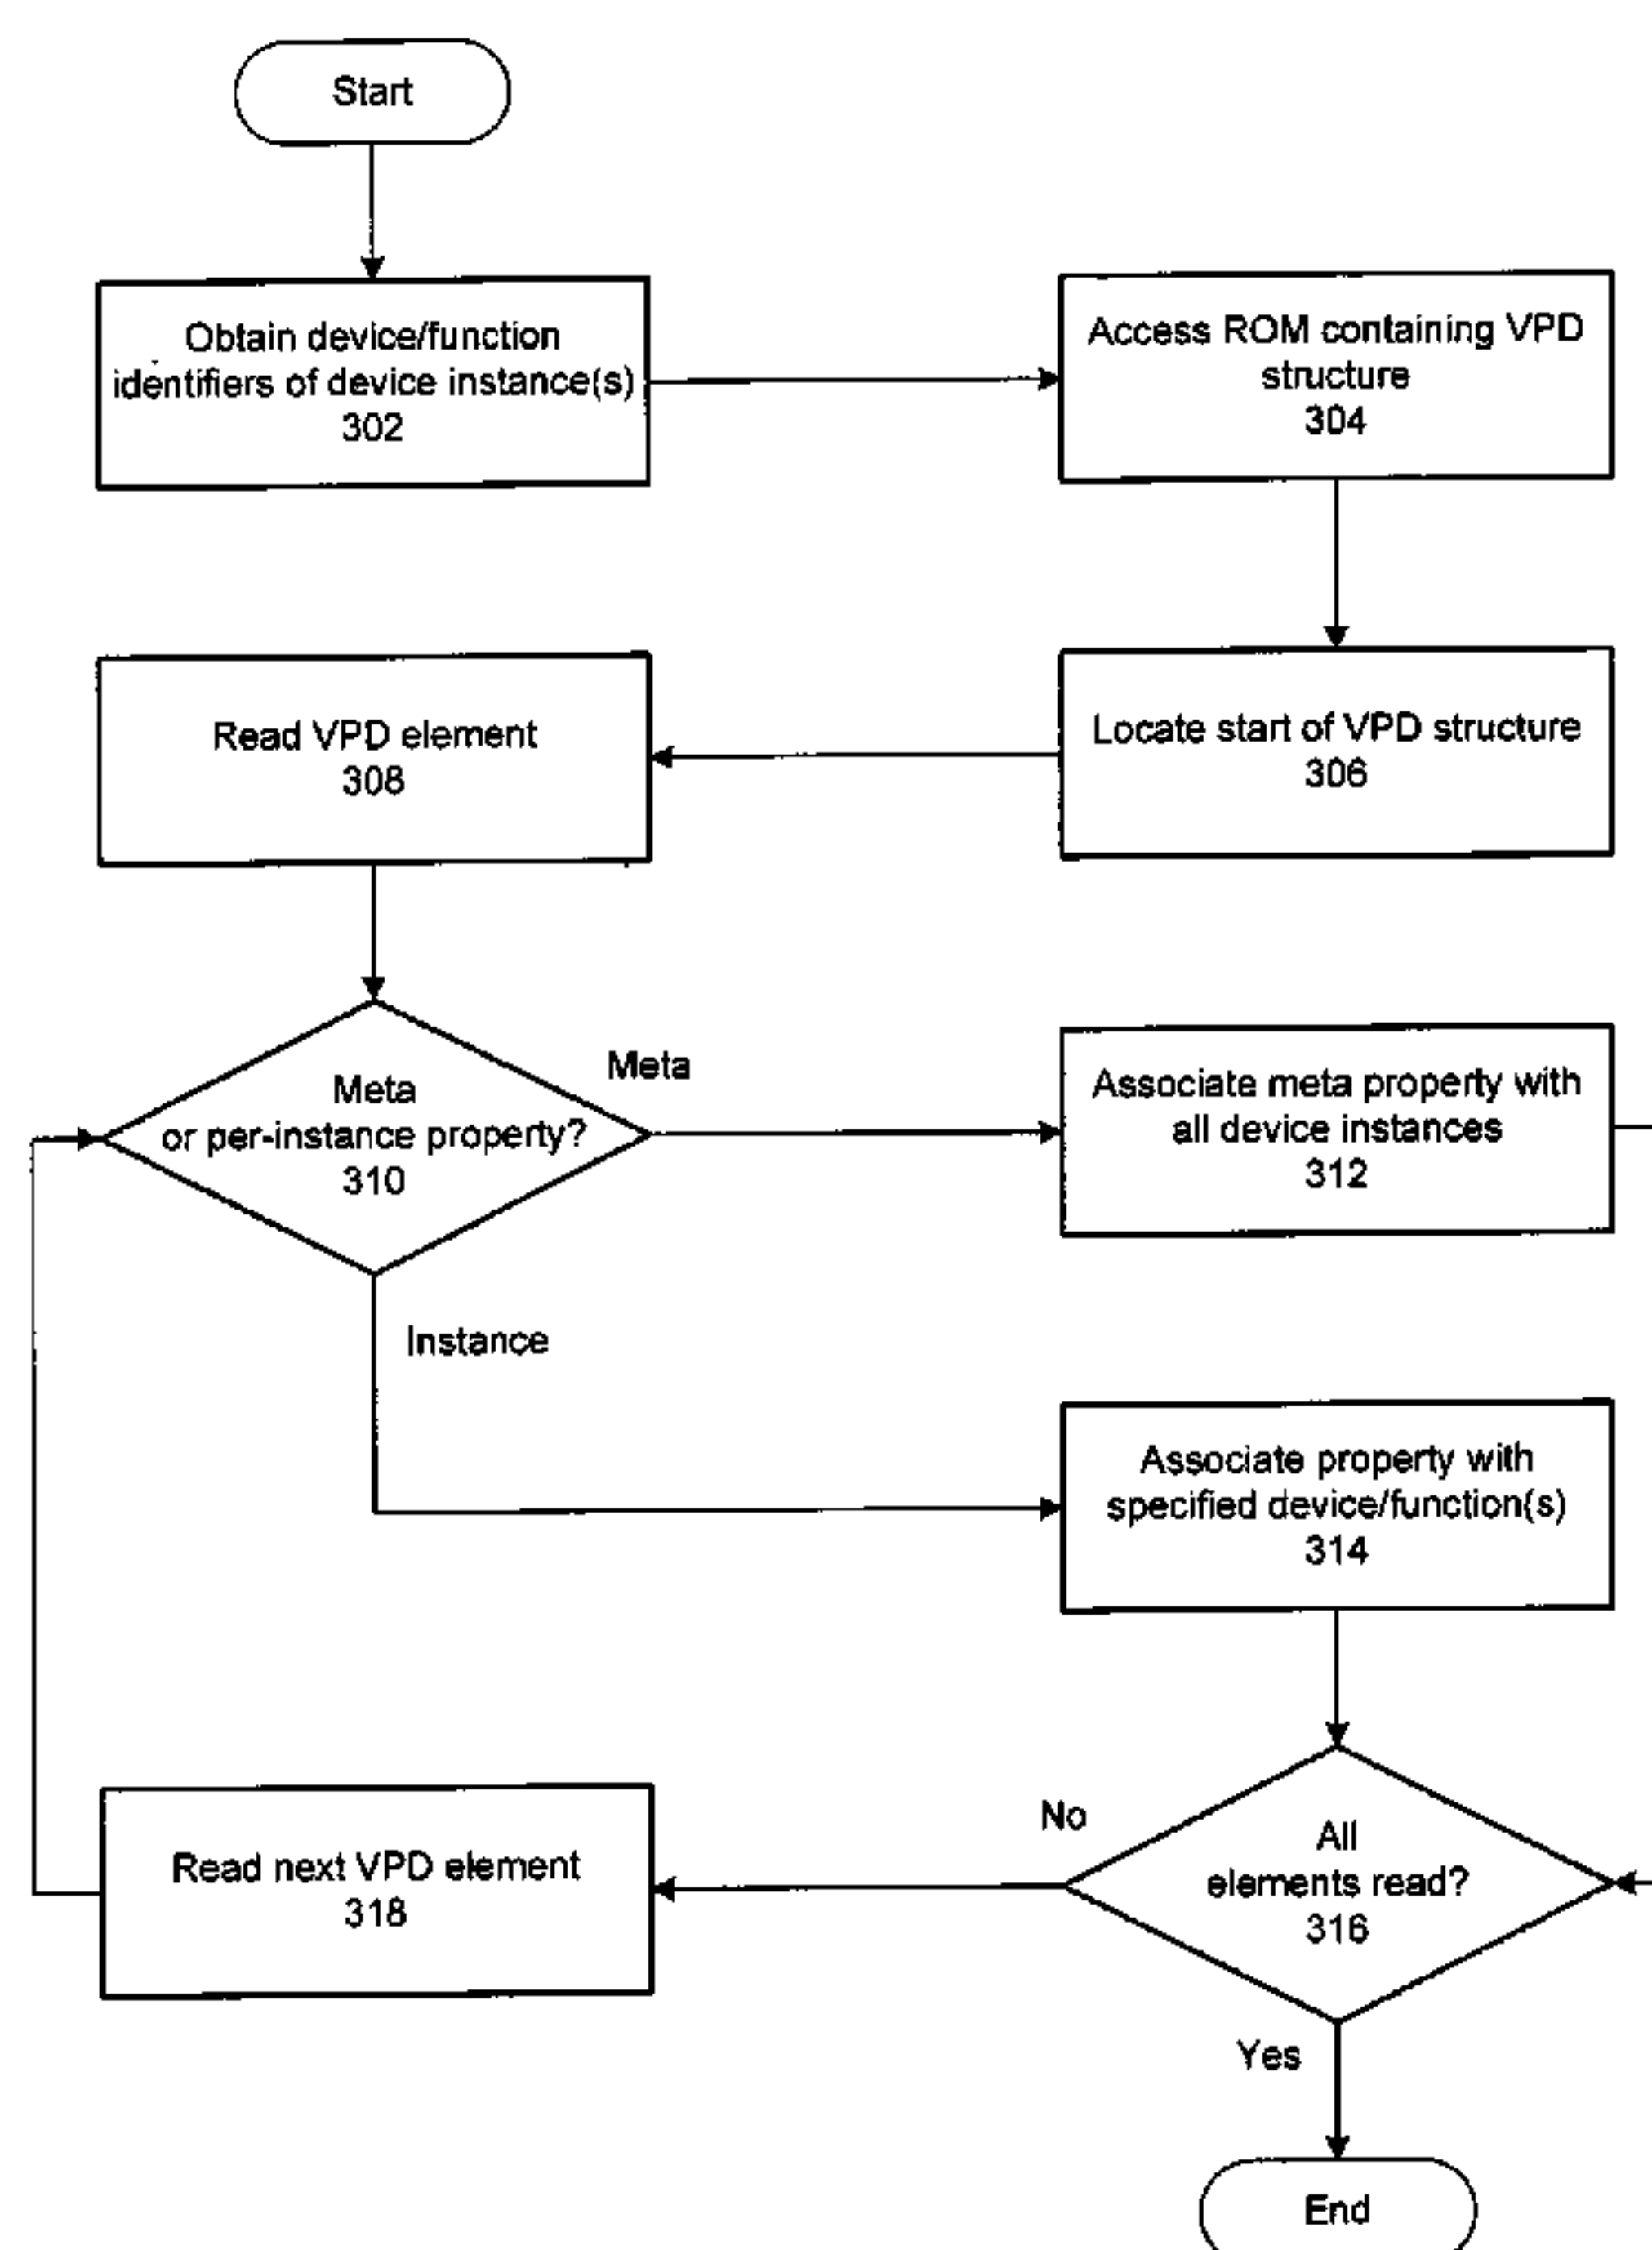 Start
Obtain device/function
identifiers of device instance(s)
302
Access ROM containing VPD
structure
304
Locate start of VPD structure
306
Read VPD element
308
Meta
or per-instance property?
310
Meta
Associate meta property with
all device instances
312
Instance
Associate property with
specified device/function(s)
314
All
elements read?
316
No
Read next VPD element
318
Yes
End